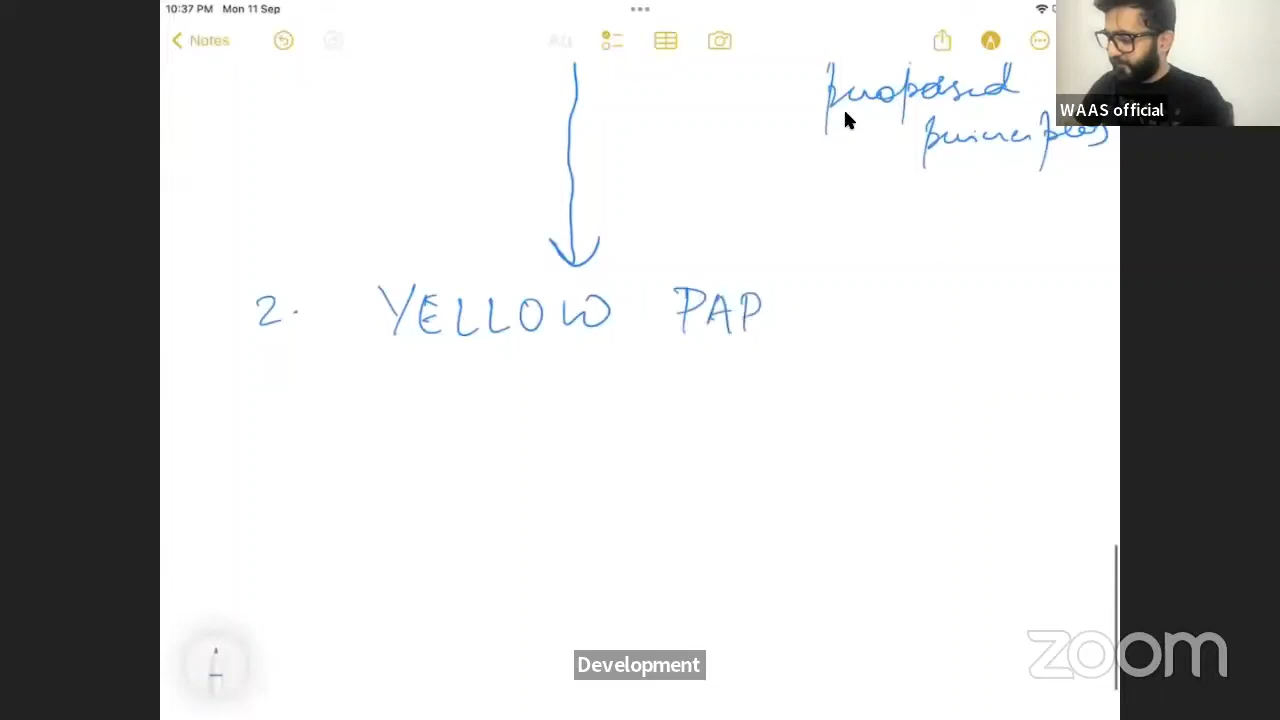 10:37 PM Mon 11 Sep
Notes
proposed
WAAS official
principles
2. YELLOW PAP
Development
zoom